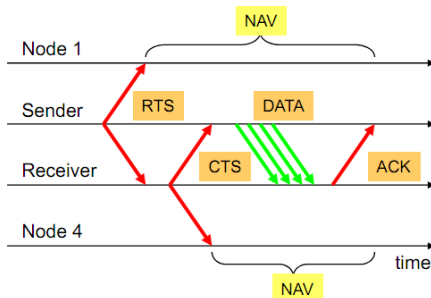 NAV
Node 1
Sender
RTS
DATA
Receiver
CTS
ACK
Node 4
time
NAV